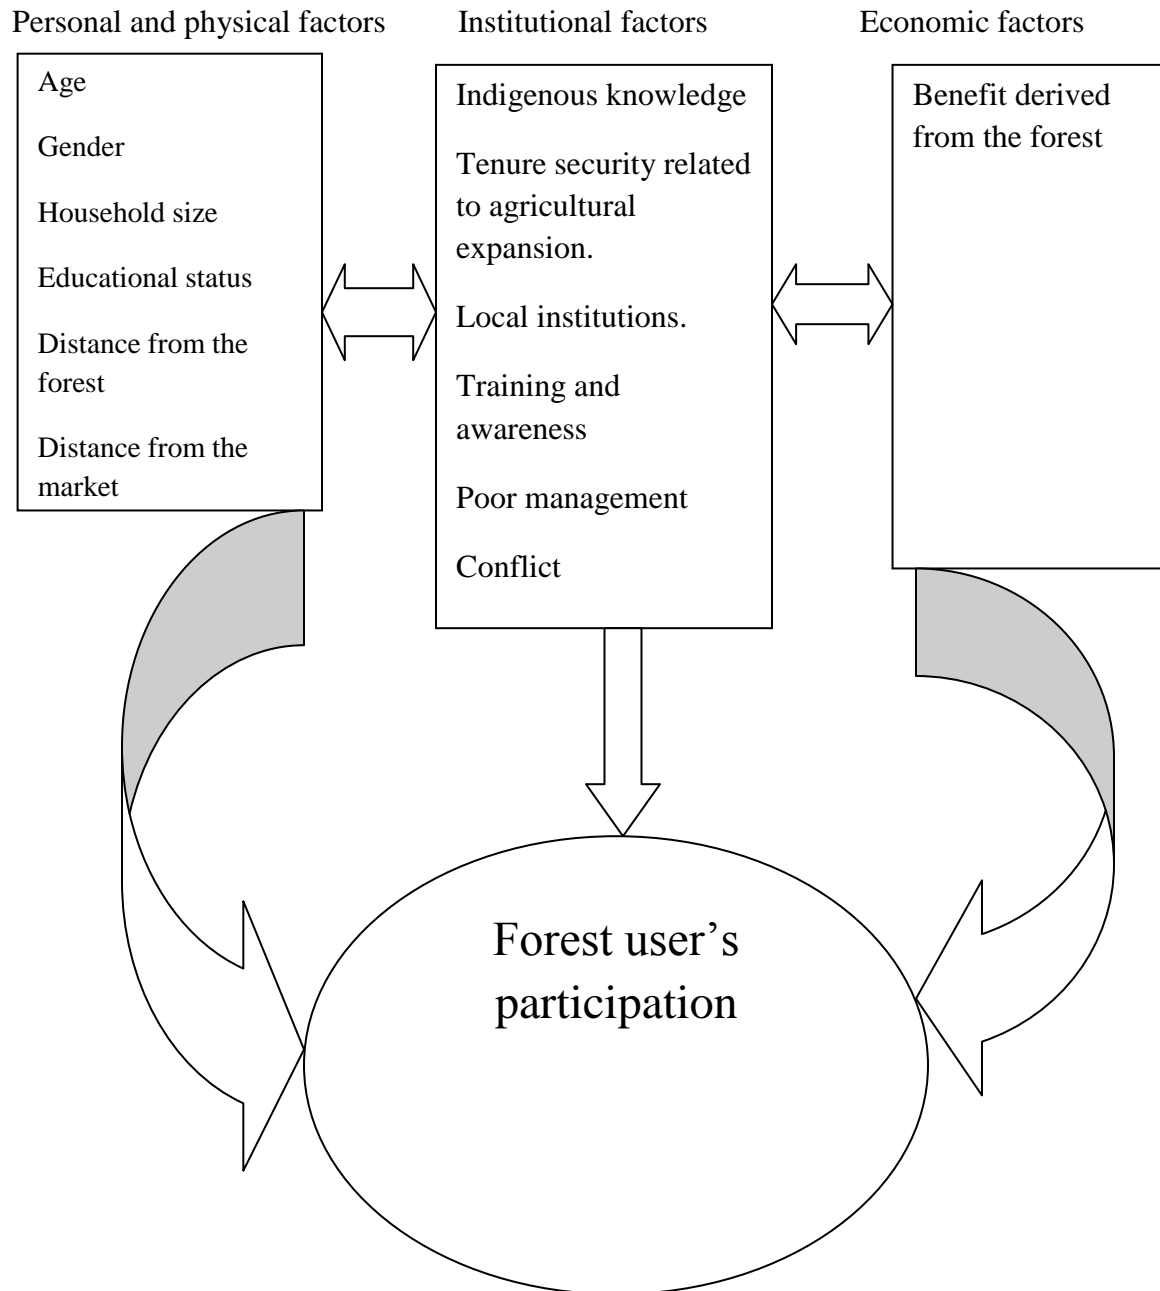 Personal and physical factors
Institutional factors
Economic factors
Age
Gender
Household size
Educational status
Distance from the
forest
Distance from the
market
Indigenous knowledge
Tenure security related
to agricultural
expansion.
Local institutions.
Training and
awareness
Poor management
Conflict
Benefit derived
from the forest
Forest user’s
participation